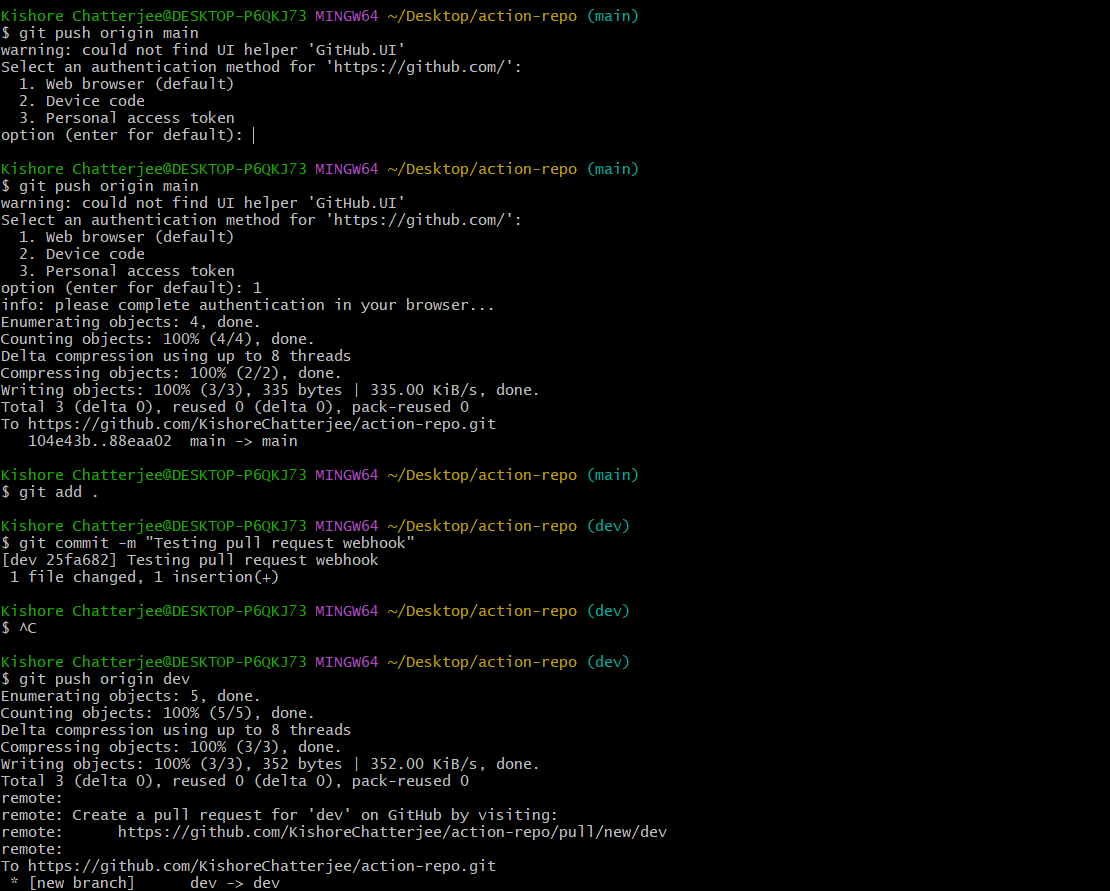 Kishore Chatterjee@DESKTOP-P6QKJ73 MINGW64 ~/Desktop/action-repo (main)
$ git push origin main
warning: could not find UI helper 'GitHub.UI'
Select an authentication method for 'https://github.com/':
  1. Web browser (default)
  2. Device code
  3. Personal access token
option (enter for default):
Kishore Chatterjee@DESKTOP-P6QKJ73 MINGW64 ~/Desktop/action-repo (main)
$ git push origin main
warning: could not find UI helper 'GitHub.UI'
Select an authentication method for 'https://github.com/':
  1. Web browser (default)
  2. Device code
  3. Personal access token
option (enter for default): 1
info: please complete authentication in your browser...
Enumerating objects: 4, done.
Counting objects: 100% (4/4), done.
Delta compression using up to 8 threads
Compressing objects: 100% (2/2), done.
Writing objects: 100% (3/3), 335 bytes | 335.00 KiB/s, done.
Total 3 (delta 0), reused 0 (delta 0), pack-reused 0
To https://github.com/KishoreChatterjee/action-repo.git
   104e43b..88eaa02  main -> main
Kishore Chatterjee@DESKTOP-P6QKJ73 MINGW64 ~/Desktop/action-repo (main)
$ git add .
Kishore Chatterjee@DESKTOP-P6QKJ73 MINGW64 ~/Desktop/action-repo (dev)
$ git commit -m "Testing pull request webhook"
[dev 25fa682] Testing pull request webhook
 1 file changed, 1 insertion(+)
Kishore Chatterjee@DESKTOP-P6QKJ73 MINGW64 ~/Desktop/action-repo (dev)
$ ^C
Kishore Chatterjee@DESKTOP-P6QKJ73 MINGW64 ~/Desktop/action-repo (dev)
$ git push origin dev
Enumerating objects: 5, done.
Counting objects: 100% (5/5), done.
Delta compression using up to 8 threads
Compressing objects: 100% (3/3), done.
Writing objects: 100% (3/3), 352 bytes | 352.00 KiB/s, done.
Total 3 (delta 0), reused 0 (delta 0), pack-reused 0
remote:
remote: Create a pull request for 'dev' on GitHub by visiting:
remote:      https://github.com/KishoreChatterjee/action-repo/pull/new/dev
remote:
To https://github.com/KishoreChatterjee/action-repo.git
 * [new branch]      dev -> dev